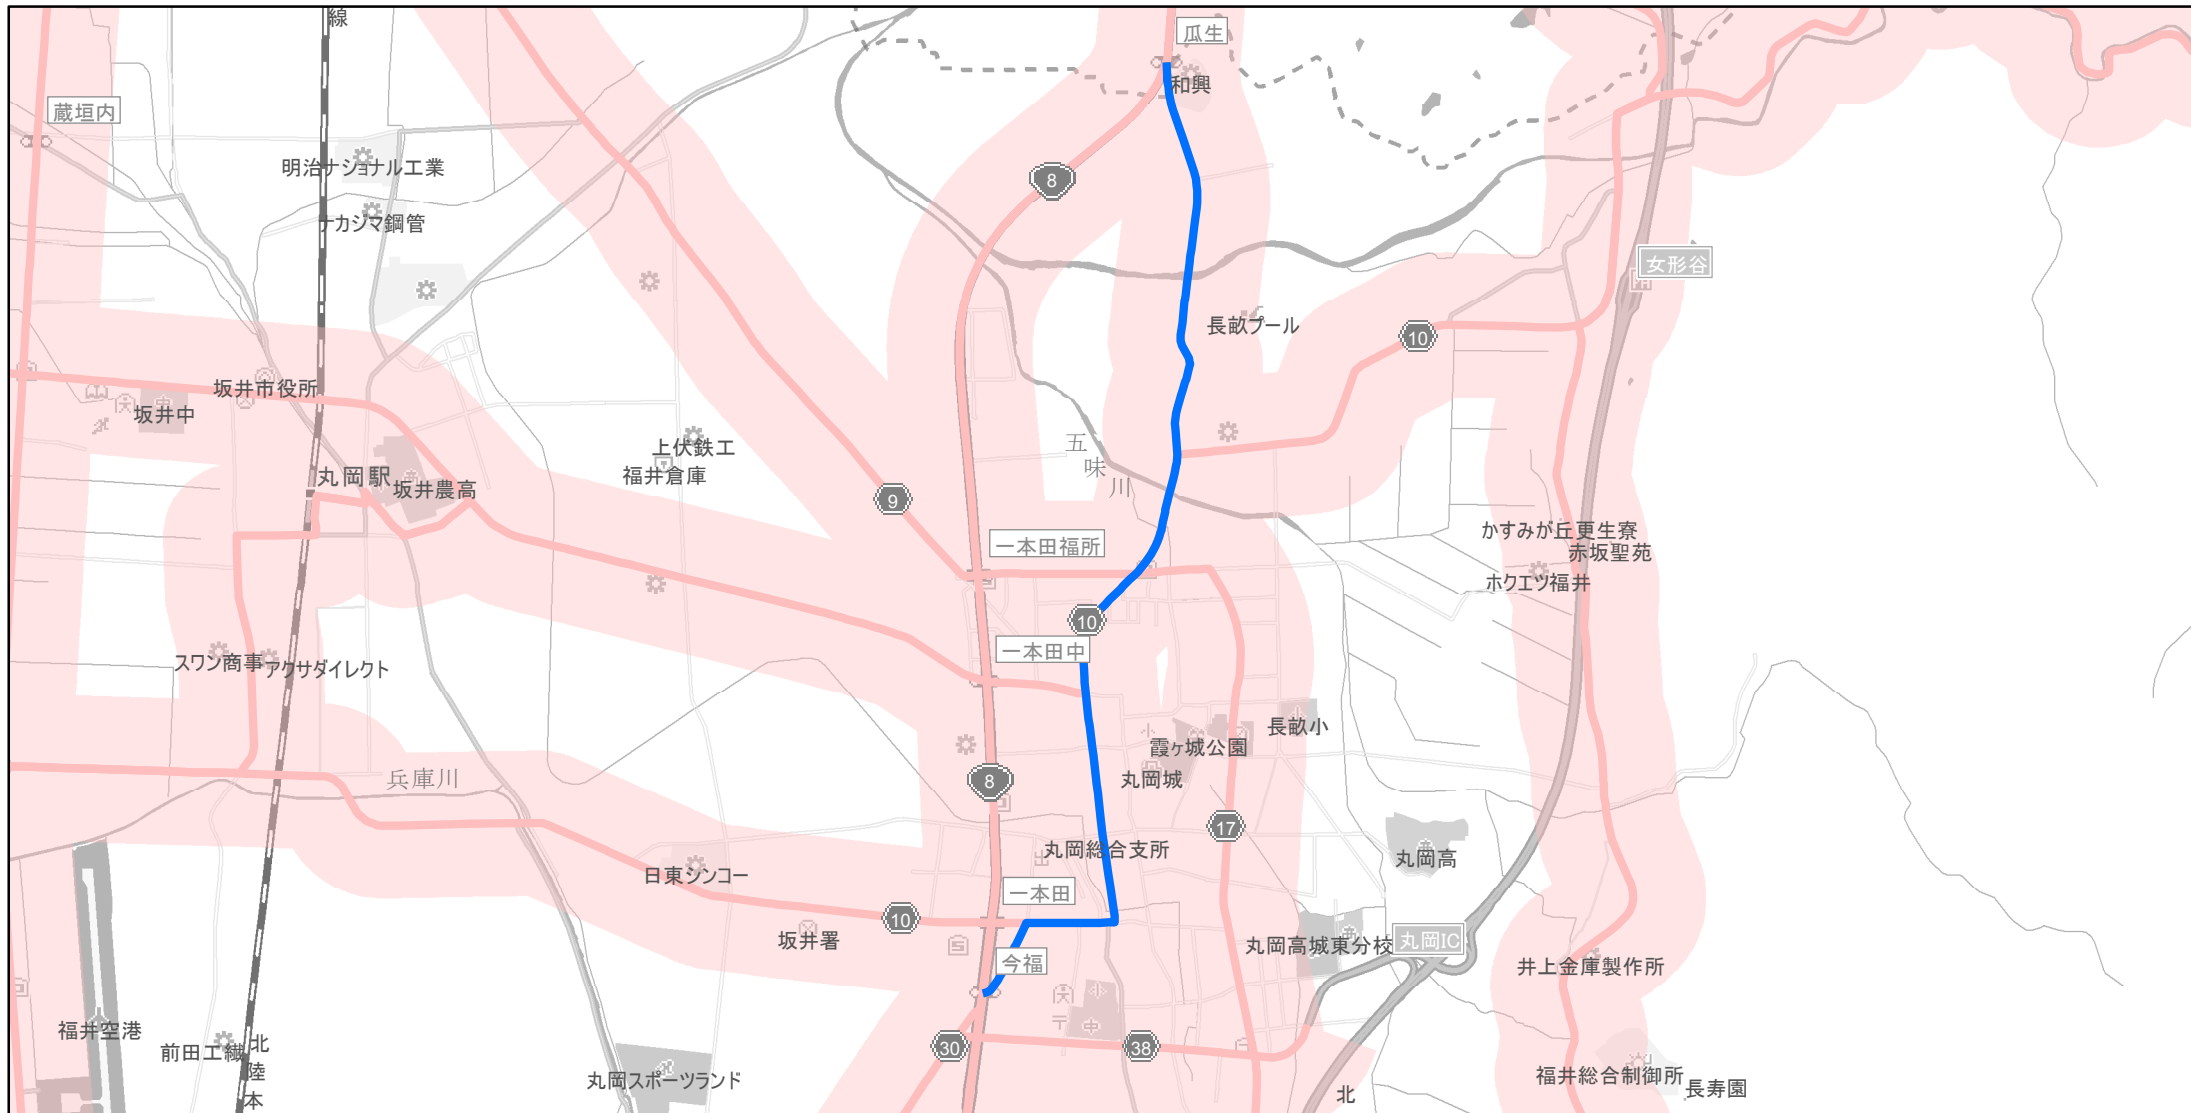 線
瓜生
和興
蔵垣内
明治ナショナル工業
8
ナカシマ鋼管
女形谷
長畝プール
10
坂井市役所
坂井中
五味川
上伏鉄工
福井倉庫
丸岡駅
坂井農高
9
かすみが丘更生寮
一本田福所
赤坂聖苑
ホクエツ福井
10
一本田中
スワン商事
アクサダイレクト
長畝小
霞ヶ城公園
丸岡城
兵庫川
8
17
丸岡総合支所
丸岡高
日東シンコー
一本田
10
坂井署
丸岡高城東分校
丸岡IC
今福
井上金庫製作所
小
文
〒
中
福井空港
前田工繊
北陸本
30
38
丸岡スポーツランド
福井総合制御所
長寿園
北